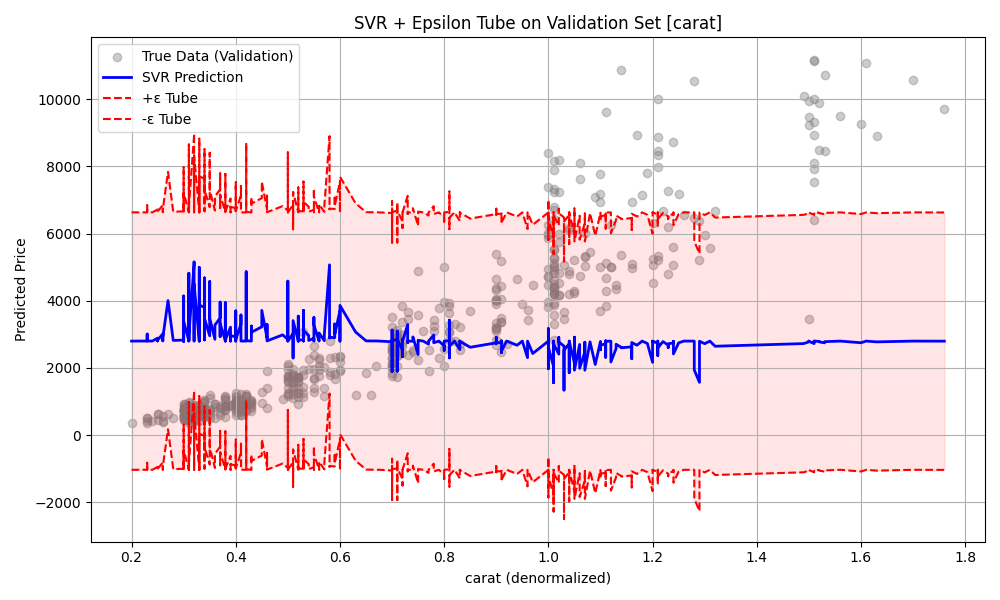 SVR + Epsilon Tube on Validation Set [carat]
True Data (Validation)
SVR Prediction
+ε Tube
-ε Tube
10000
8000
6000
4000
2000
0
−2000
Predicted Price
0.2 0.4 0.6 0.8 1.0 1.2 1.4 1.6 1.8
carat (denormalized)